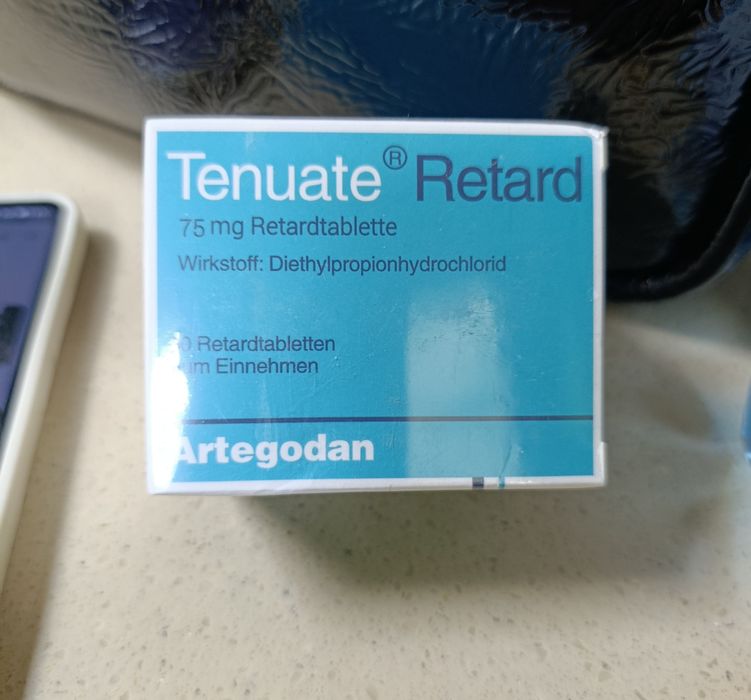 Tenuate® Retard
75 mg Retardtablette
Wirkstoff: Diethylpropionhydrochlorid
Retardtabletten
Einnehmen
Artegodan